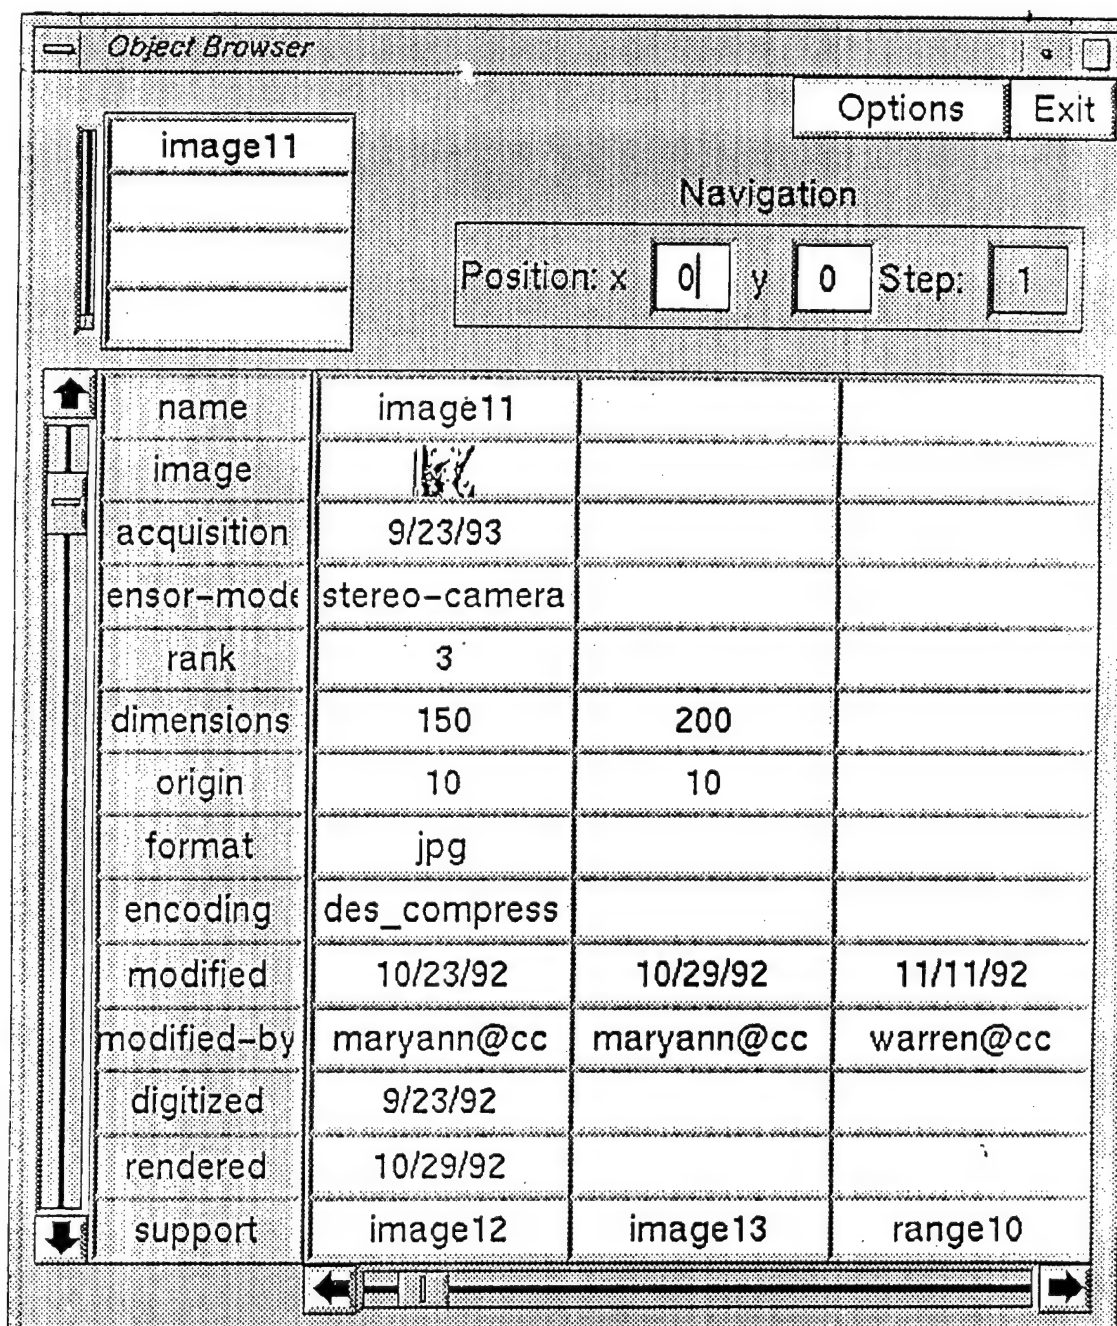 Object Browser
Options Exit
image11
Navigation
Position: x 0 y 0 Step: 1
name image11
image
acquisition 9/23/93
ensor-mode stereo-camera
rank 3
dimensions 150 200
origin 10 10
format jpg
encoding des_compress
modified 10/23/92 10/29/92 11/11/92
modified-by maryann@cc maryann@cc warren@cc
digitized 9/23/92
rendered 10/29/92
support image12 image13 range10